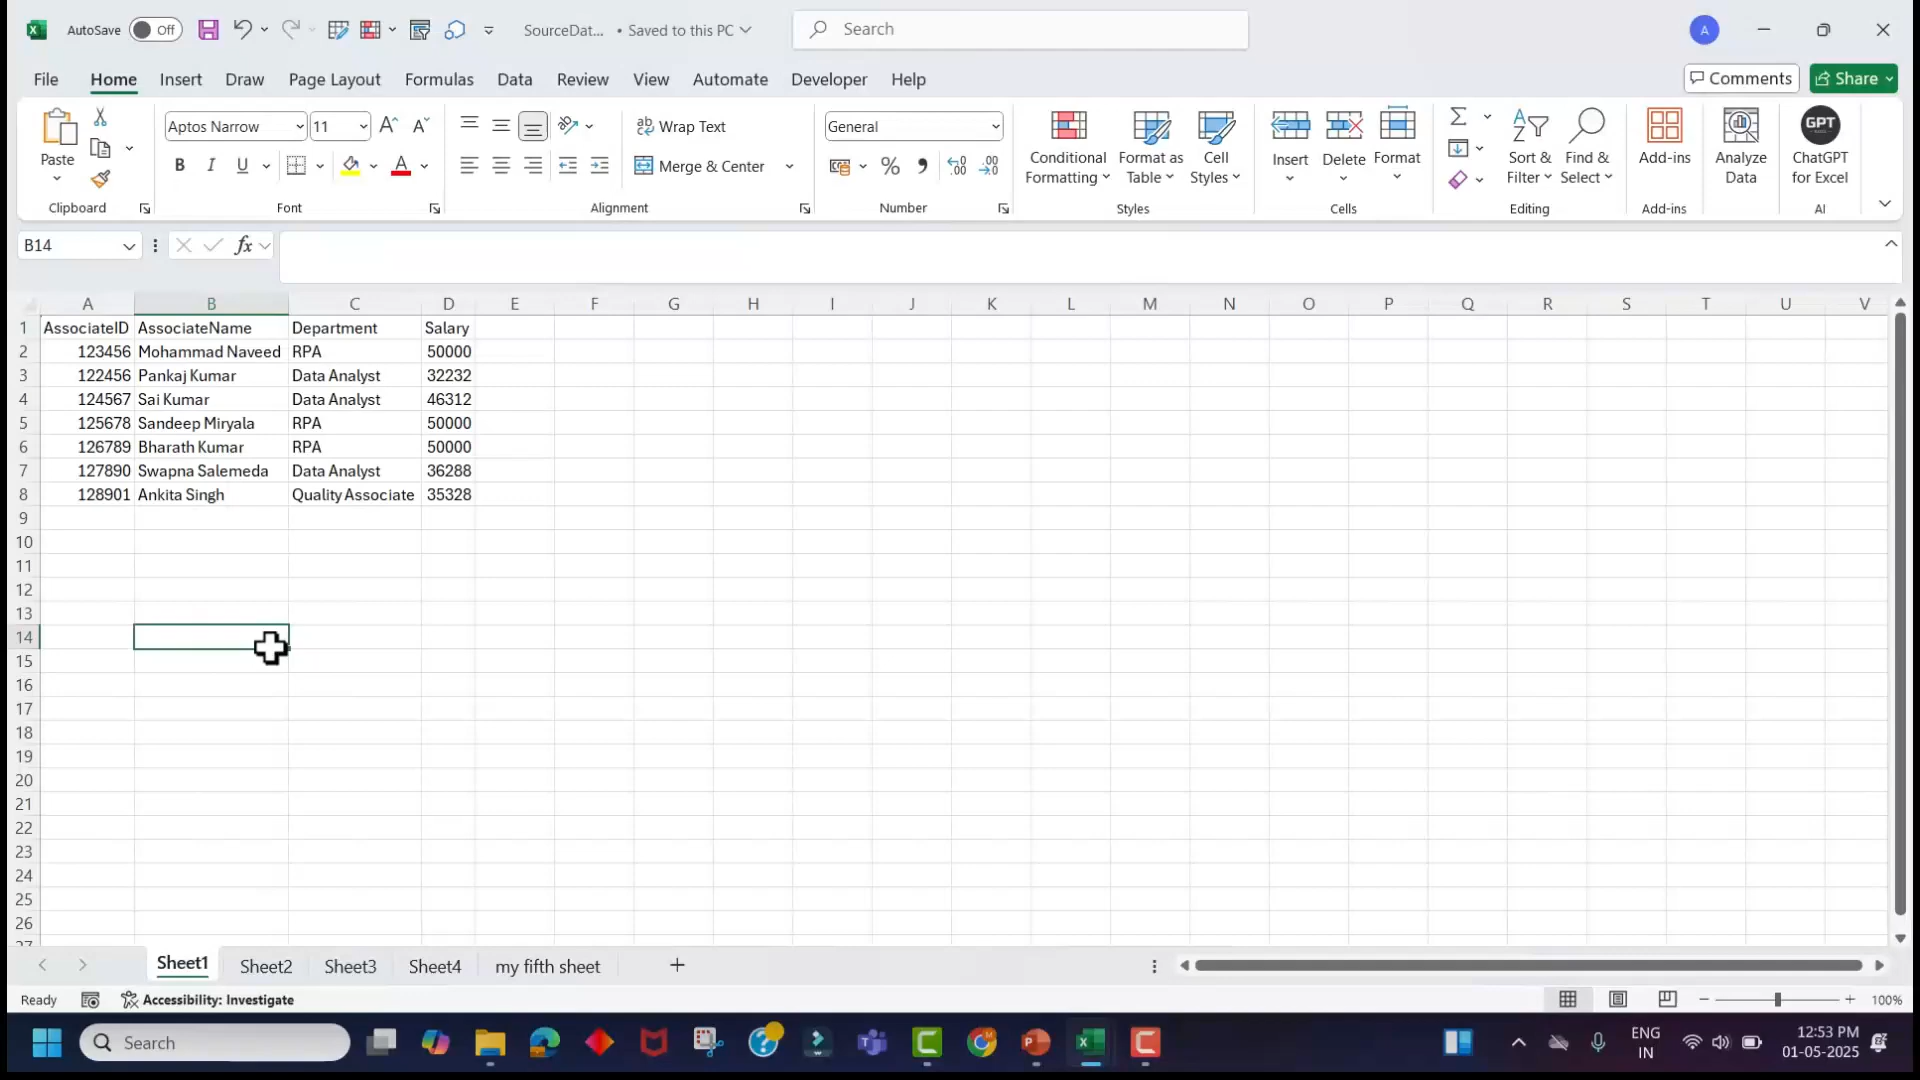 AutoSave Off SourceDat... • Saved to this PC Search A
File Home Insert Draw Page Layout Formulas Data Review View Automate Developer Help Comments Share
Aptos Narrow 11 A A Wrap Text General
Paste B I U A Merge & Center % Conditional Formatting Format as Table Cell Styles Insert Delete Format Sort & Filter Find & Select Add-ins Analyze Data GPT ChatGPT for Excel
Clipboard Font Alignment Number Styles Cells Editing Add-ins AI
B14 fx
A B C D E F G H I J K L M N O P Q R S T U V
1 AssociateID AssociateName Department Salary
2 123456 Mohammad Naveed RPA 50000
3 122456 Pankaj Kumar Data Analyst 32232
4 124567 Sai Kumar Data Analyst 46312
5 125678 Sandeep Miryala RPA 50000
6 126789 Bharath Kumar RPA 50000
7 127890 Swapna Salemeda Data Analyst 36288
8 128901 Ankita Singh Quality Associate 35328
9
10
11
12
13
14
15
16
17
18
19
20
21
22
23
24
25
26
27
Sheet1 Sheet2 Sheet3 Sheet4 my fifth sheet +
Ready Accessibility: Investigate 100%
Search ENG 12:53 PM
IN 01-05-2025